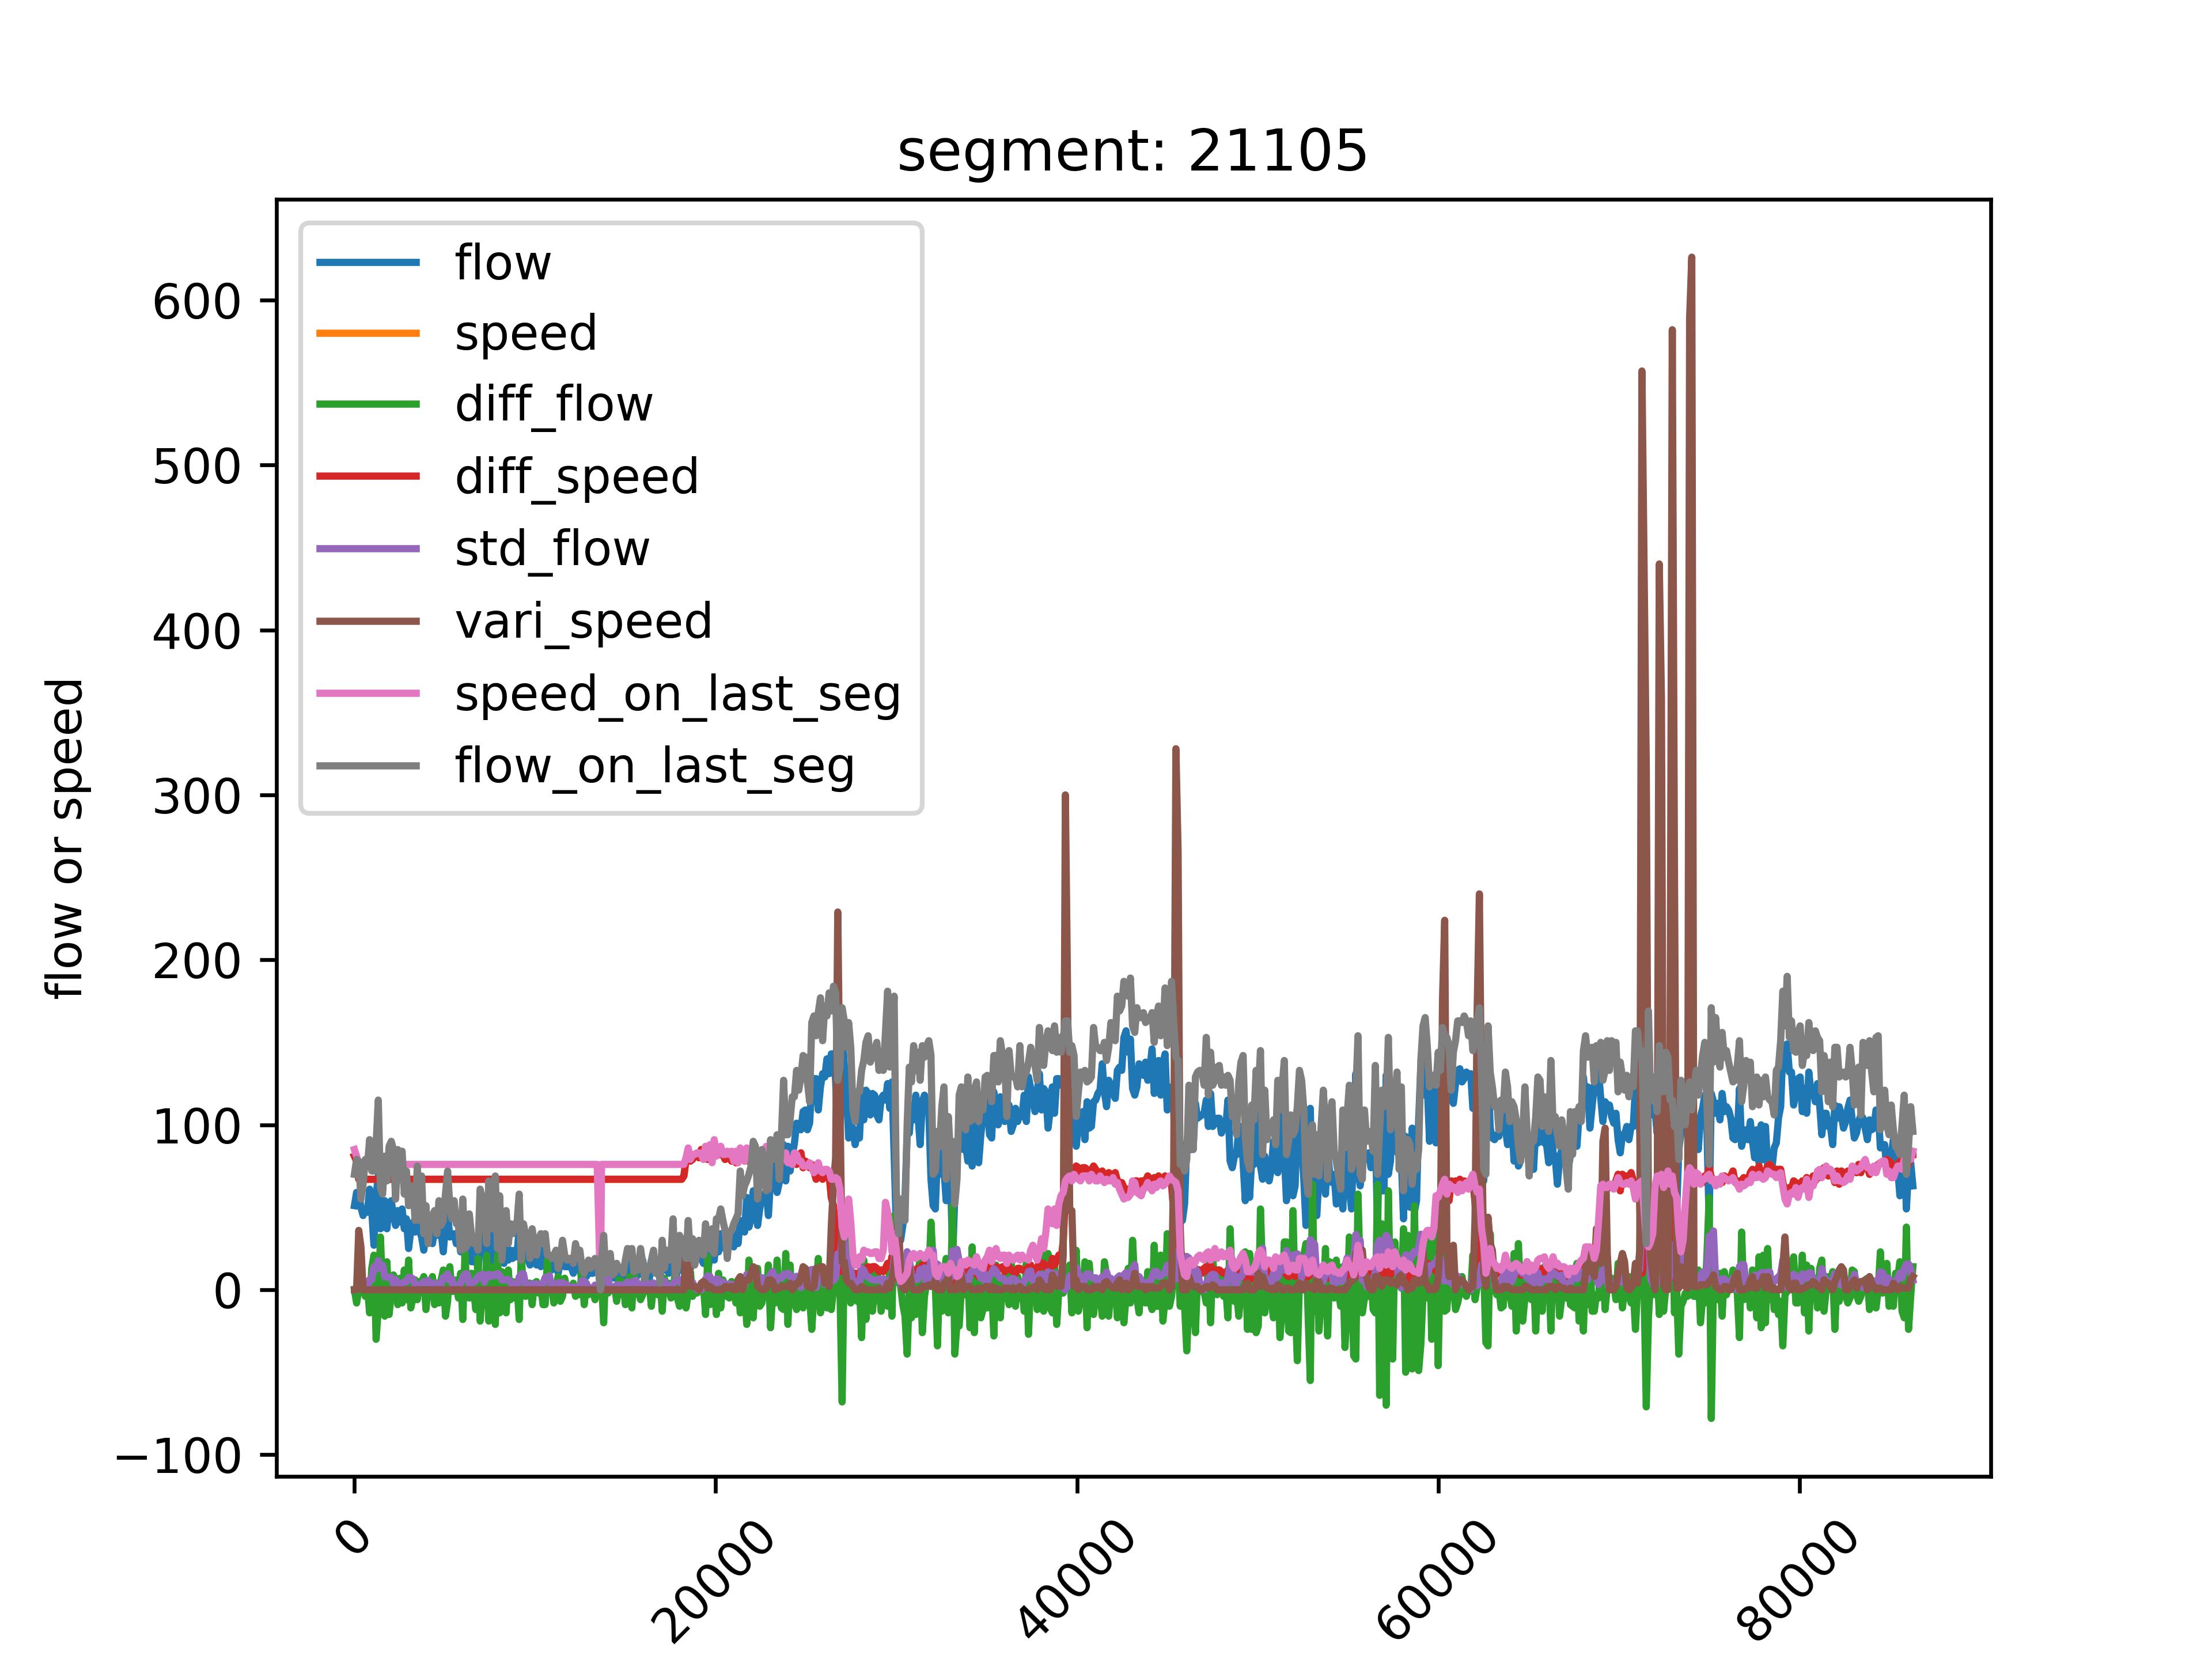 segment: 21105
flow
speed
diff_flow
diff_speed
std_flow
vari_speed
speed_on_last_seg
flow_on_last_seg
flow or speed
600
500
400
300
200
100
0
−100
0
20000
40000
60000
80000